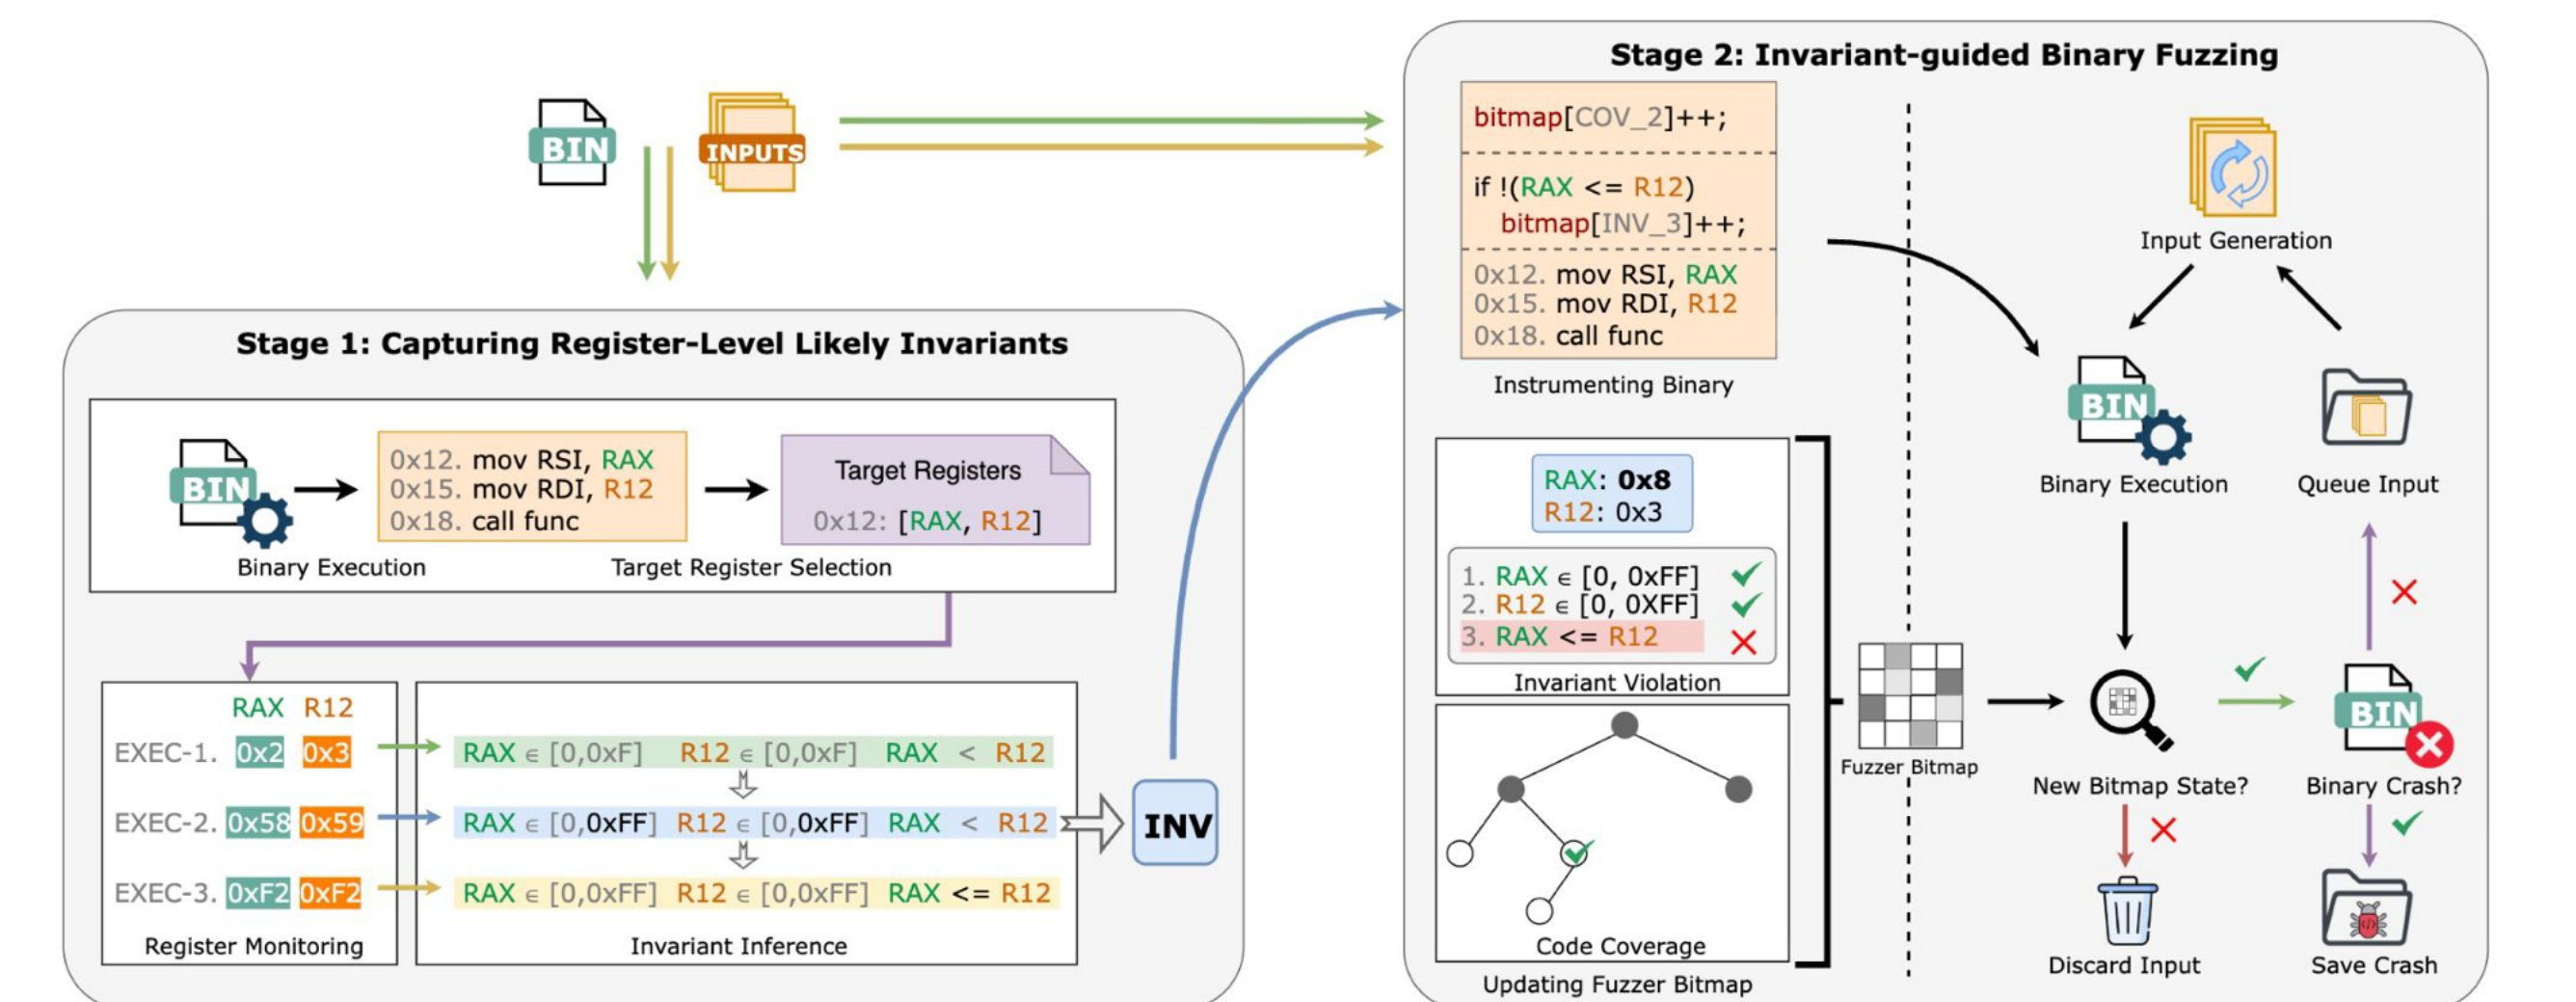 BIN
INPUTS
Stage 1: Capturing Register-Level Likely Invariants
BIN
0x12. mov RSI, RAX
0x15. mov RDI, R12
0x18. call func
Target Registers
0x12: [RAX, R12]
Binary Execution
Target Register Selection
RAX R12
EXEC-1. 0x2 0x3
EXEC-2. 0x58 0x59
EXEC-3. 0xF2 0xF2
Register Monitoring
RAX ∈ [0,0xF] R12 ∈ [0,0xF] RAX < R12
RAX ∈ [0,0xFF] R12 ∈ [0,0xFF] RAX < R12
RAX ∈ [0,0xFF] R12 ∈ [0,0xFF] RAX <= R12
Invariant Inference
INV
Stage 2: Invariant-guided Binary Fuzzing
bitmap[COV_2]++;
if !(RAX <= R12)
bitmap[INV_3]++;
0x12. mov RSI, RAX
0x15. mov RDI, R12
0x18. call func
Instrumenting Binary
RAX: 0x8
R12: 0x3
1. RAX ∈ [0, 0xFF]
2. R12 ∈ [0, 0XFF]
3. RAX <= R12
Invariant Violation
Code Coverage
Updating Fuzzer Bitmap
Fuzzer Bitmap
Input Generation
BIN
Binary Execution
Queue Input
New Bitmap State?
BIN
Binary Crash?
Discard Input
Save Crash